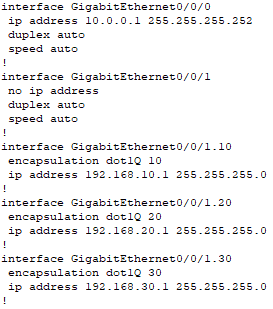 interface GigabitEthernet0/0/0
 ip address 10.0.0.1 255.255.255.252
 duplex auto
 speed auto
!
interface GigabitEthernet0/0/1
 no ip address
 duplex auto
 speed auto
!
interface GigabitEthernet0/0/1.10
 encapsulation dot1Q 10
 ip address 192.168.10.1 255.255.255.0
!
interface GigabitEthernet0/0/1.20
 encapsulation dot1Q 20
 ip address 192.168.20.1 255.255.255.0
!
interface GigabitEthernet0/0/1.30
 encapsulation dot1Q 30
 ip address 192.168.30.1 255.255.255.0
!